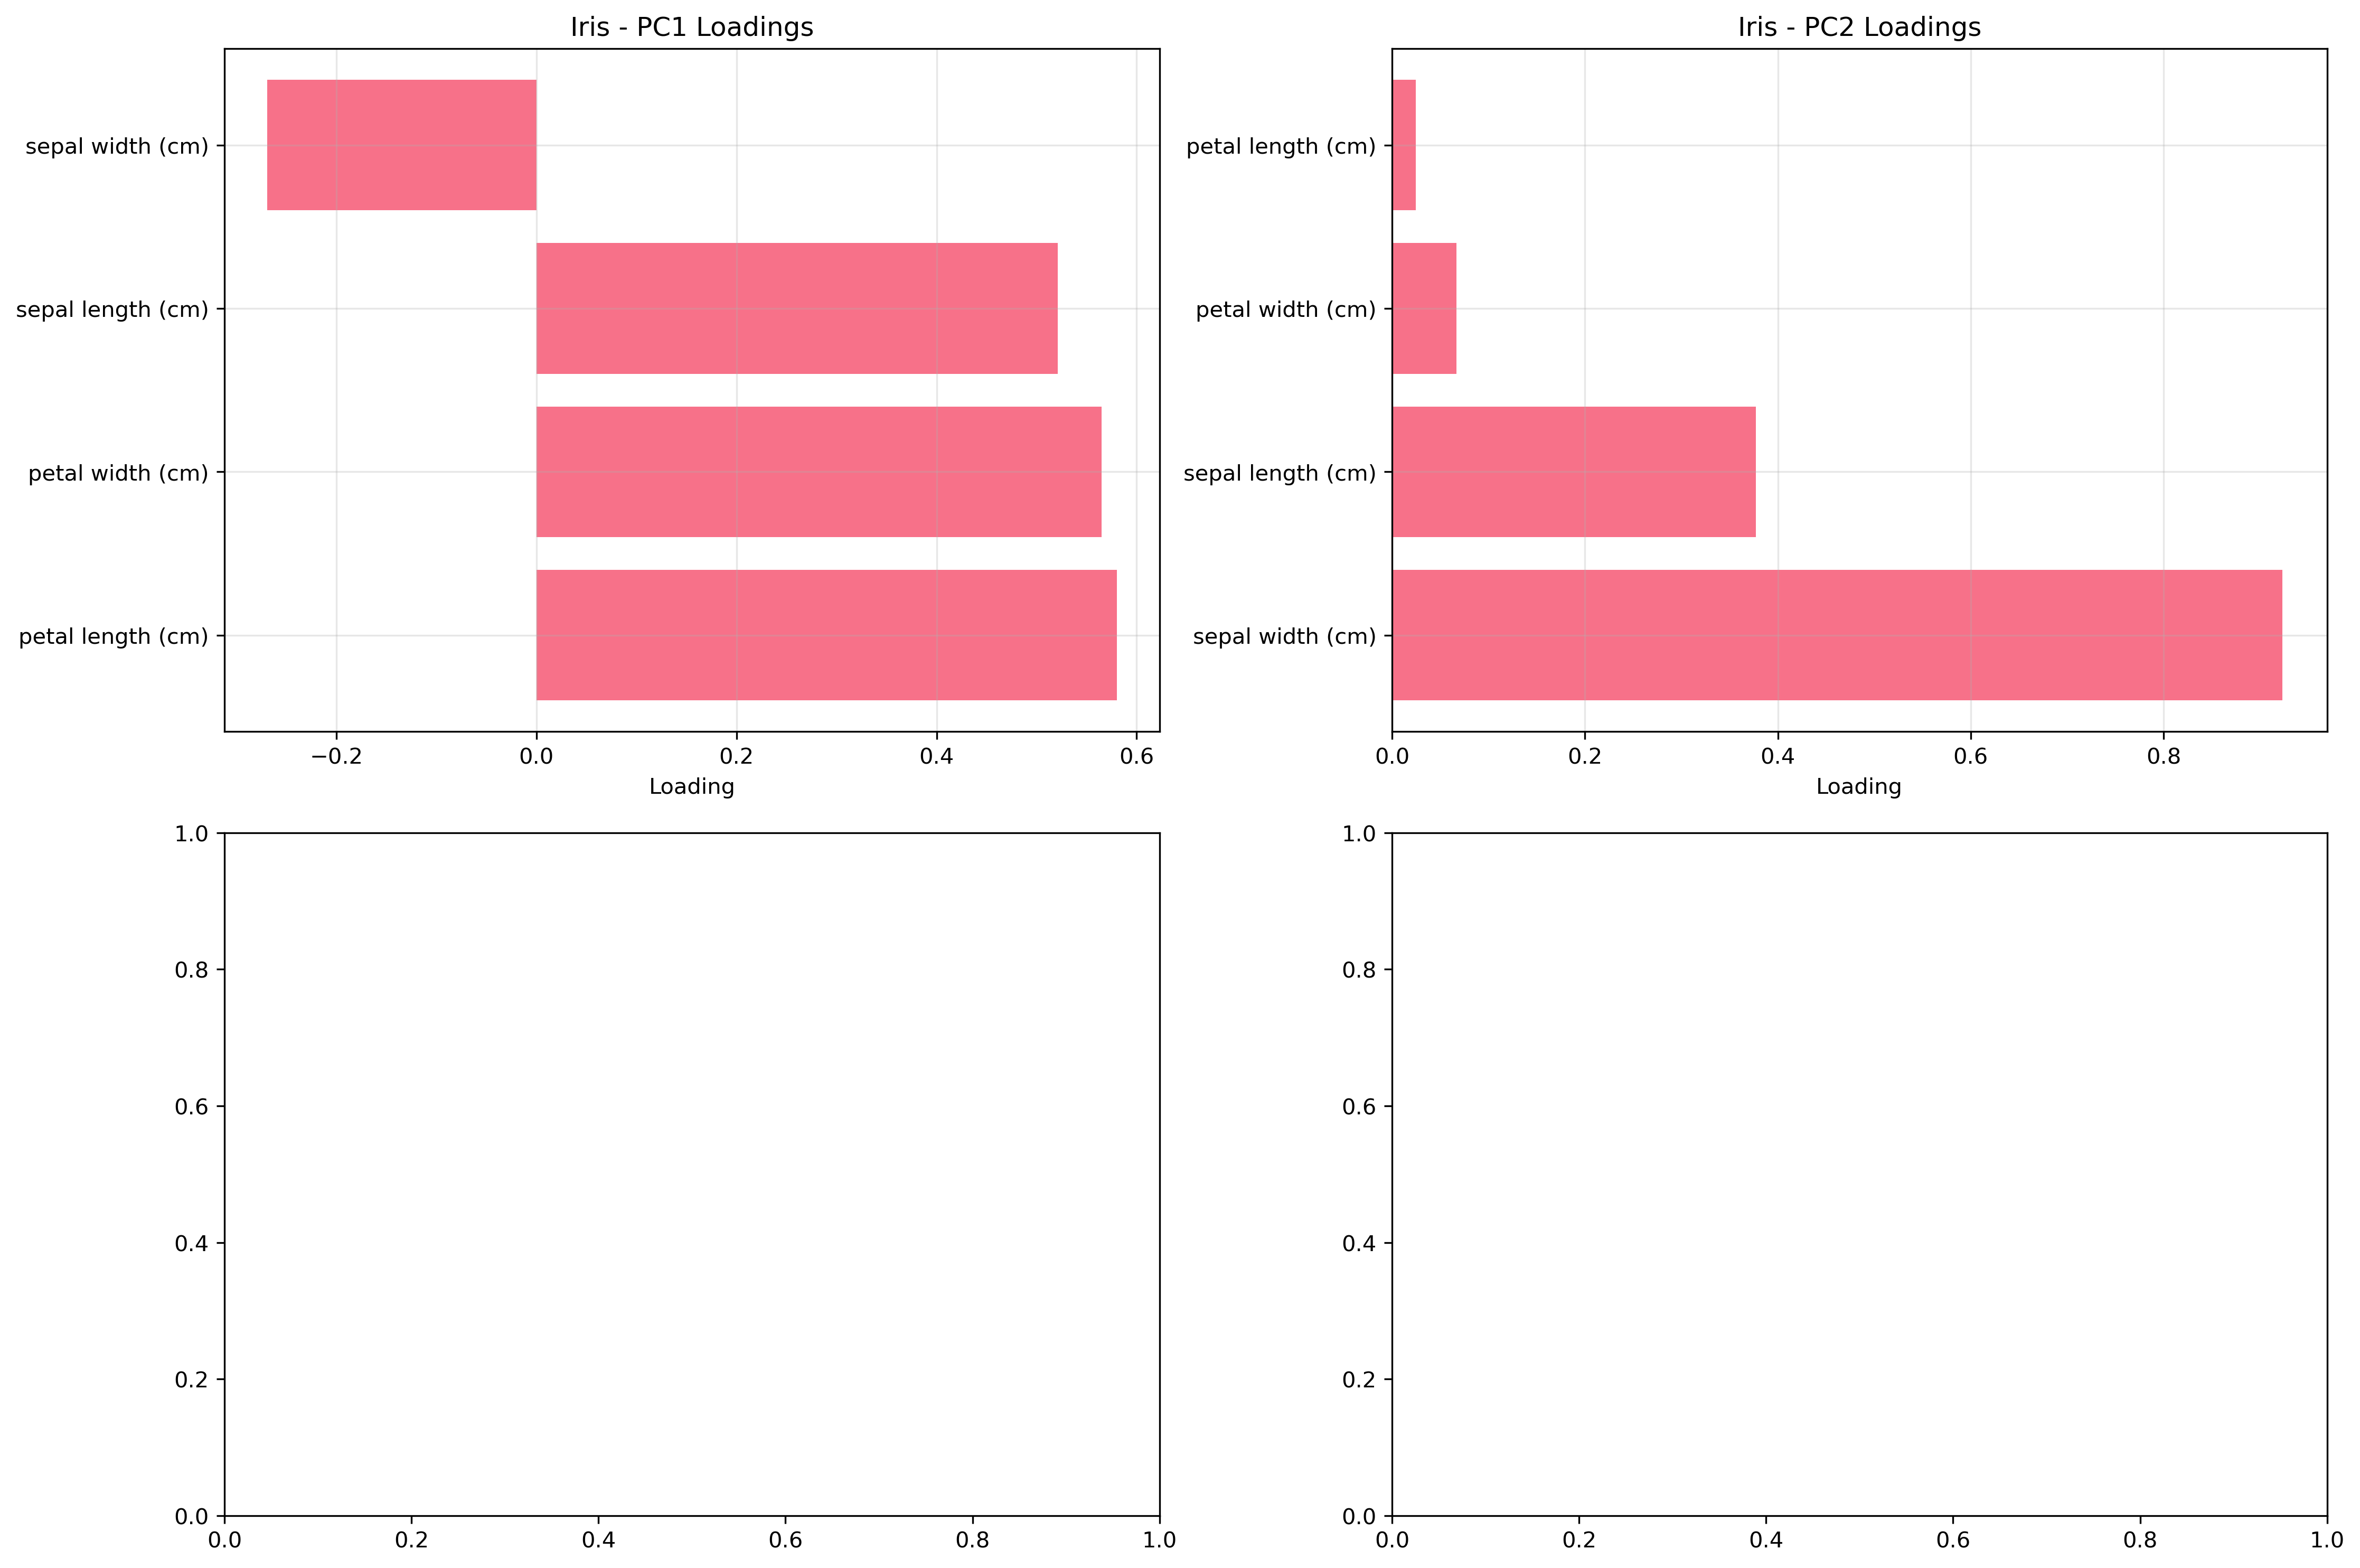 Iris - PC1 Loadings
sepal width (cm)
sepal length (cm)
petal width (cm)
petal length (cm)
−0.2 0.0 0.2 0.4 0.6
Loading
Iris - PC2 Loadings
petal length (cm)
petal width (cm)
sepal length (cm)
sepal width (cm)
0.0 0.2 0.4 0.6 0.8
Loading
1.0
0.8
0.6
0.4
0.2
0.0
0.0 0.2 0.4 0.6 0.8 1.0
1.0
0.8
0.6
0.4
0.2
0.0
0.0 0.2 0.4 0.6 0.8 1.0